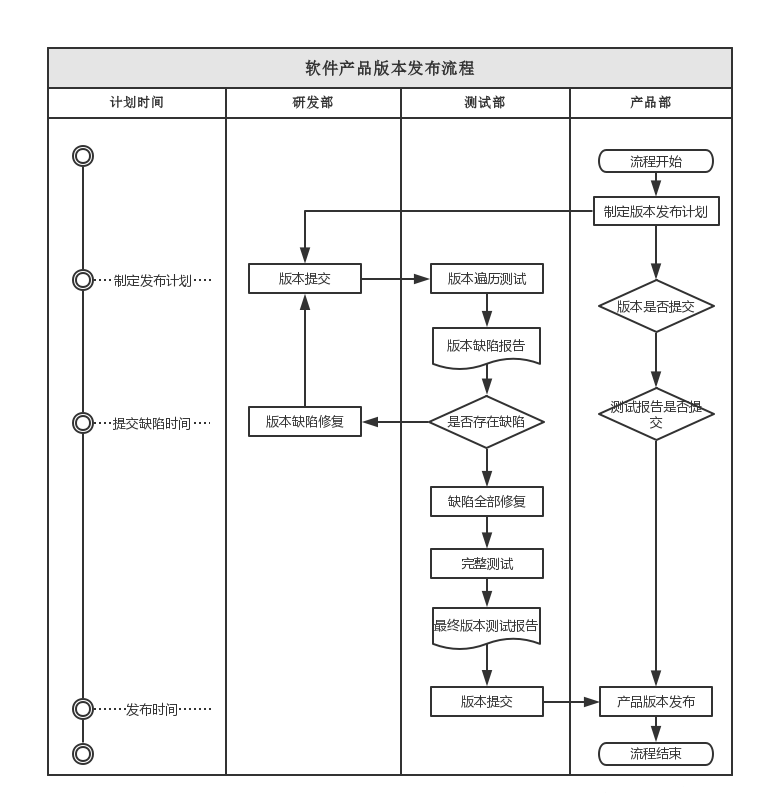 软件产品版本发布流程
计划时间
研发部
测试部
产品部
流程开始
制定版本发布计划
制定发布计划
版本提交
版本遍历测试
版本是否提交
版本缺陷报告
提交缺陷时间
版本缺陷修复
是否存在缺陷
测试报告是否提
交
缺陷全部修复
完整测试
最终版本测试报告
发布时间
版本提交
产品版本发布
流程结束